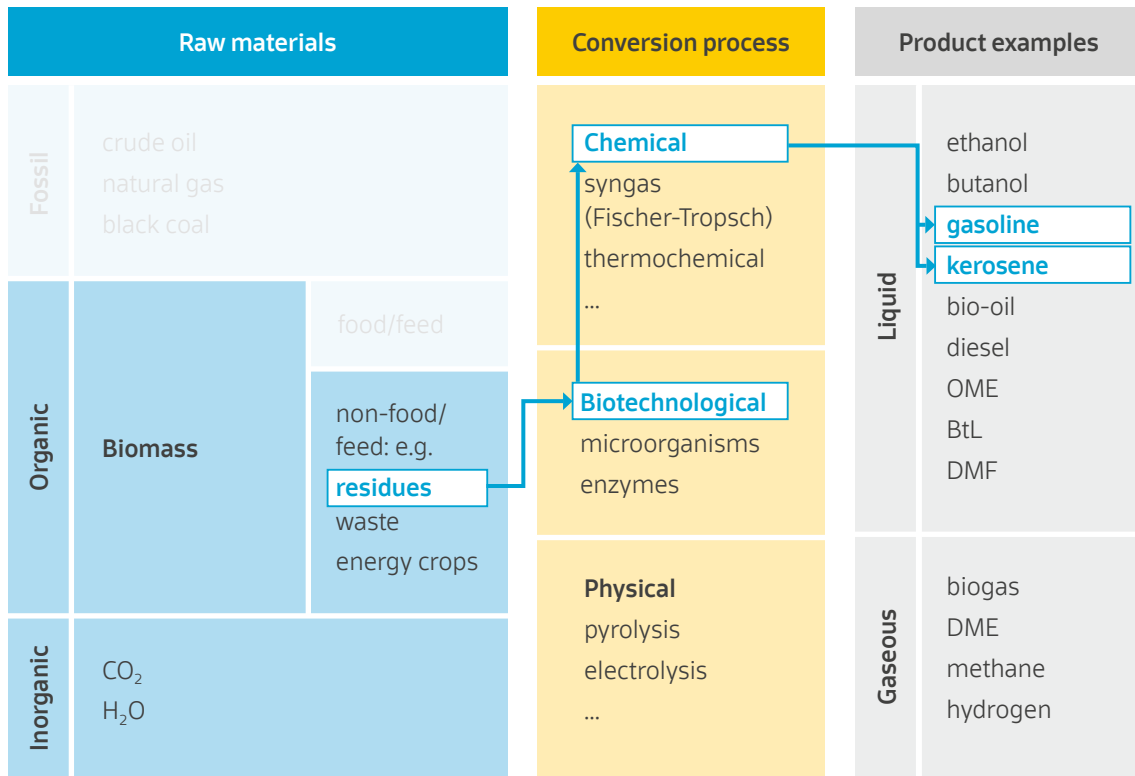 Raw materials
Conversion process
Product examples
Fossil
crude oil
natural gas
black coal
Organic
Biomass
food/feed
non-food/
feed: e.g.
residues
waste
energy crops
Inorganic
CO₂
H₂O
Chemical
syngas
(Fischer-Tropsch)
thermochemical
...
Biotechnological
microorganisms
enzymes
Physical
pyrolysis
electrolysis
...
Liquid
ethanol
butanol
gasoline
kerosene
bio-oil
diesel
OME
BtL
DMF
Gaseous
biogas
DME
methane
hydrogen